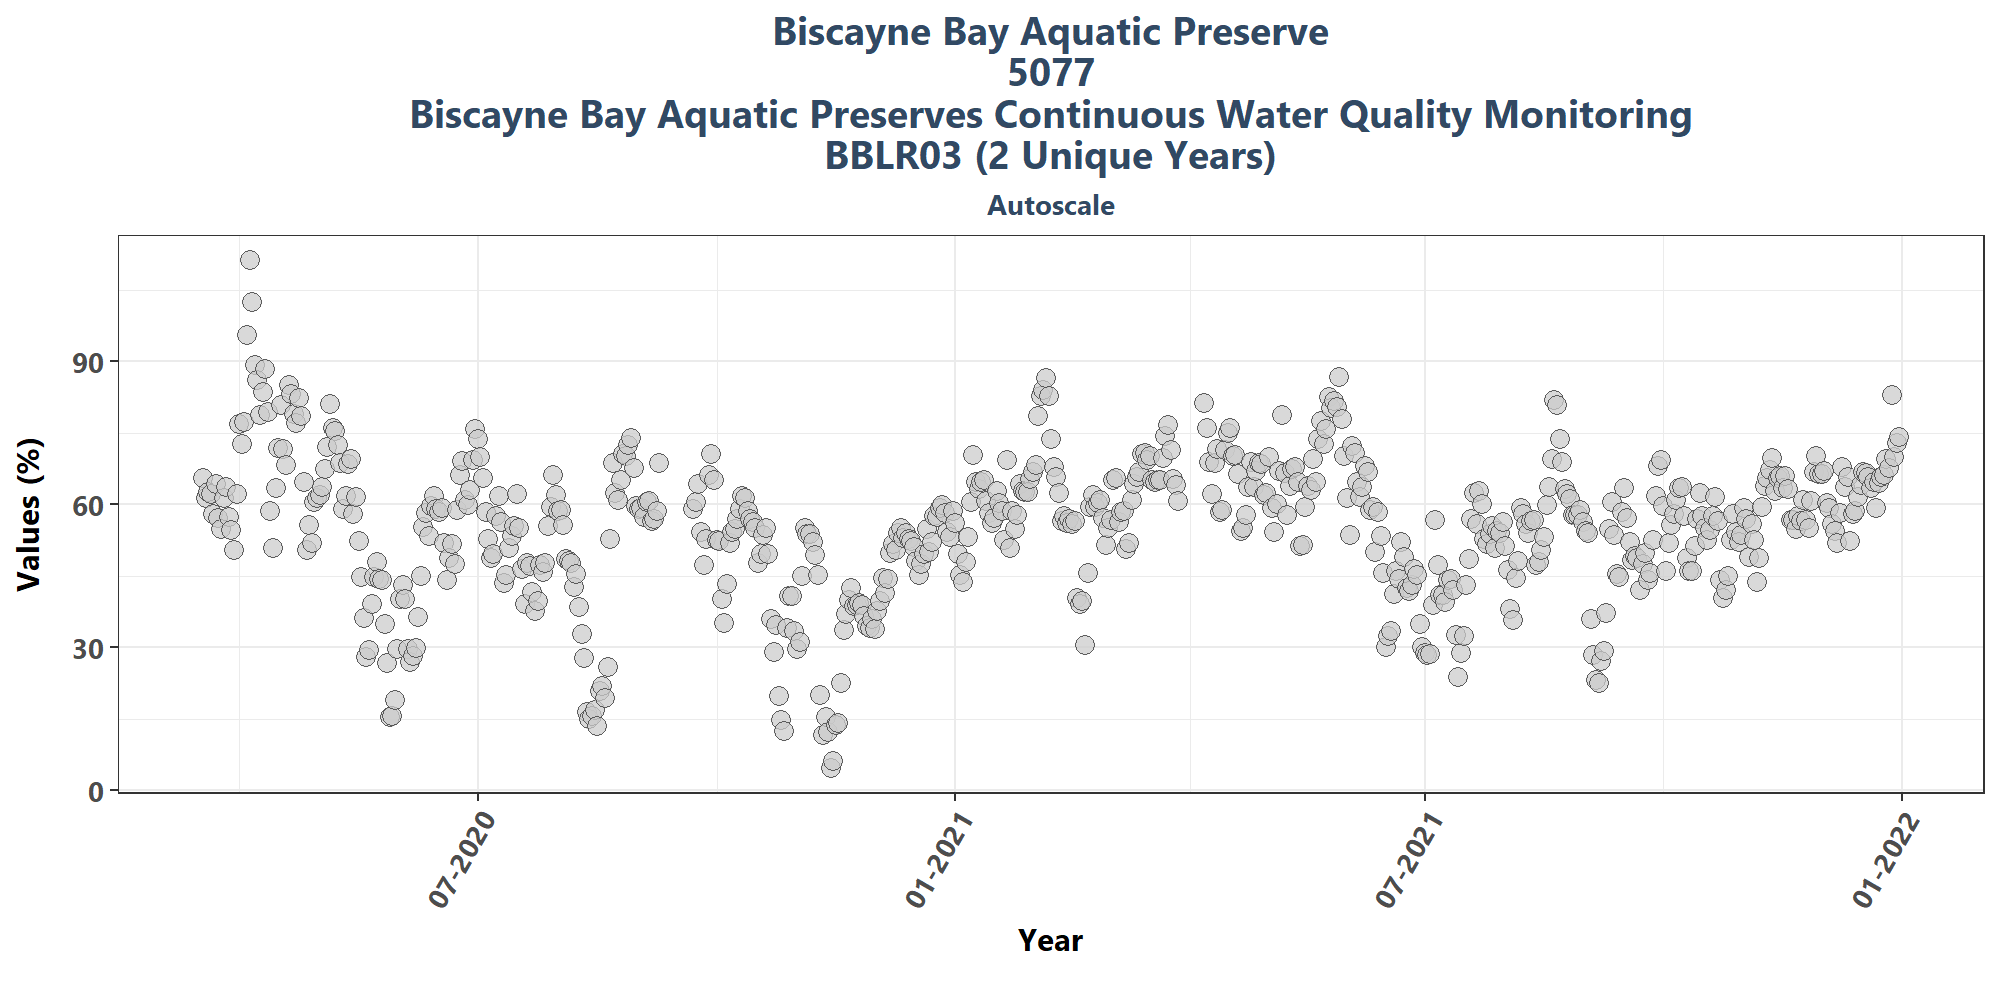 Biscayne Bay Aquatic Preserve
5077
Biscayne Bay Aquatic Preserves Continuous Water Quality Monitoring
BBLR03 (2 Unique Years)
Autoscale
Values (%)
90
60
30
0
07-2020
01-2021
07-2021
01-2022
Year